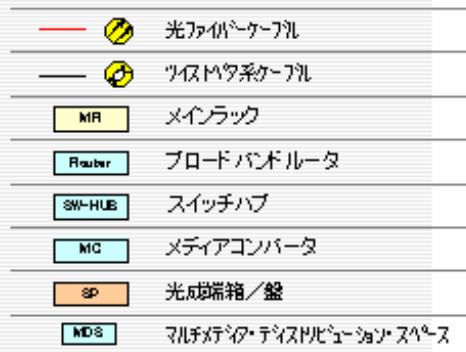 光ファイバーケーブル
ツイストペア系ケーブル
MR メインラック
Router ブロードバンドルータ
SW-HUB スイッチハブ
MC メディアコンバータ
SP 光成端箱／盤
MDS マルチメディア・ディストリビューション・スペース